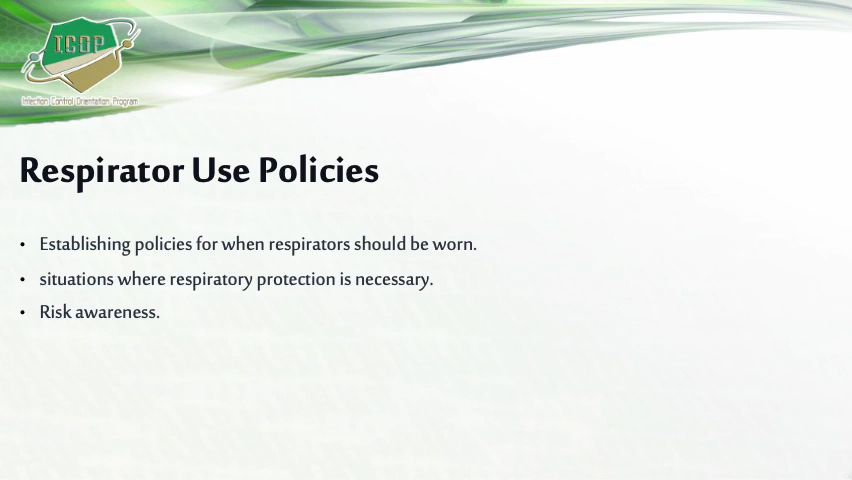 ICOP
Infection Control Orientation Program
Respirator Use Policies
• Establishing policies for when respirators should be worn.
• situations where respiratory protection is necessary.
• Risk awareness.